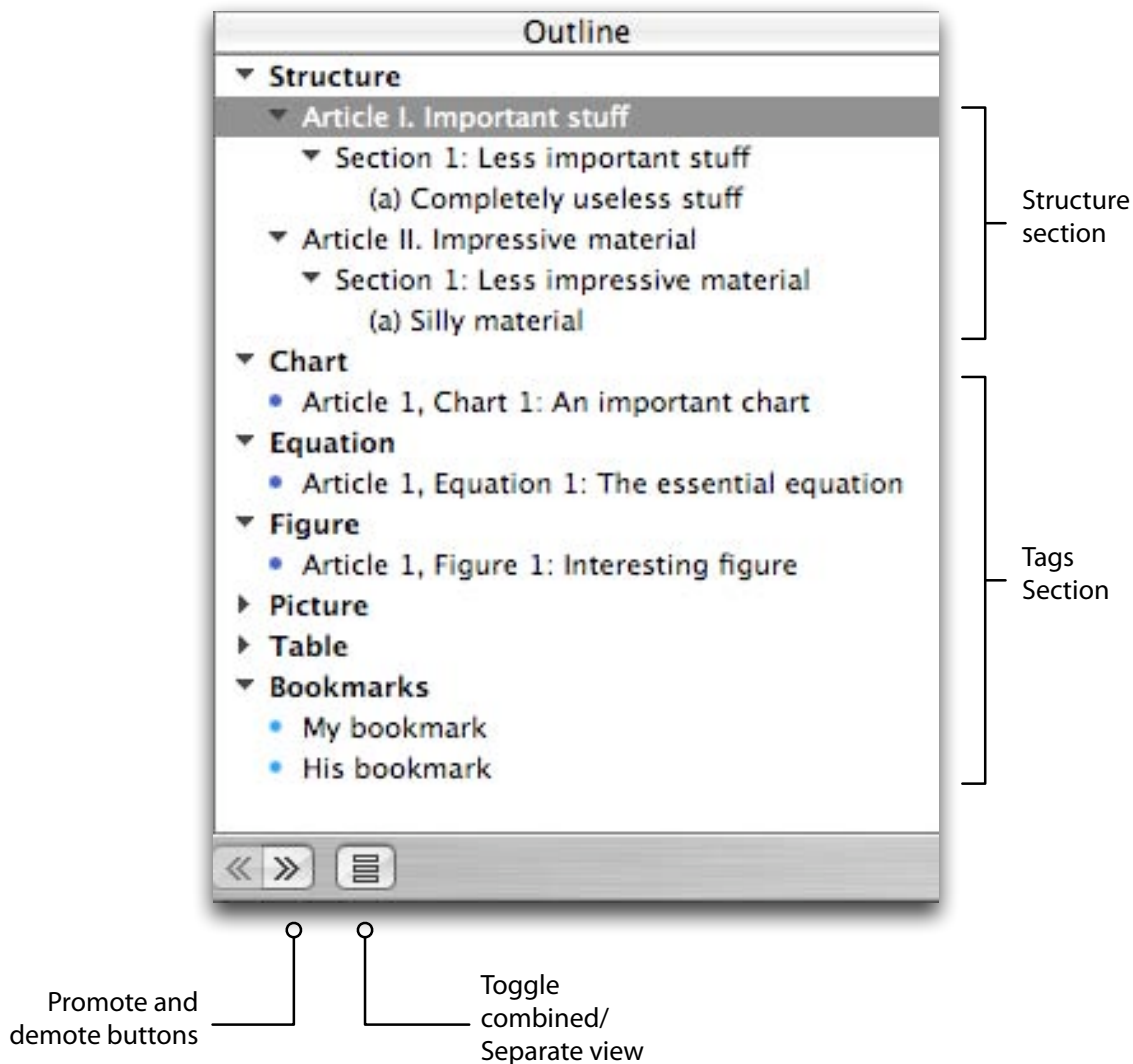 Outline
Structure
Article I. Important stuff
Section 1: Less important stuff
(a) Completely useless stuff
Article II. Impressive material
Section 1: Less impressive material
(a) Silly material
Chart
Article 1, Chart 1: An important chart
Equation
Article 1, Equation 1: The essential equation
Figure
Article 1, Figure 1: Interesting figure
Picture
Table
Bookmarks
My bookmark
His bookmark
Structure
section
Tags
Section
Promote and
demote buttons
Toggle
combined/
Separate view